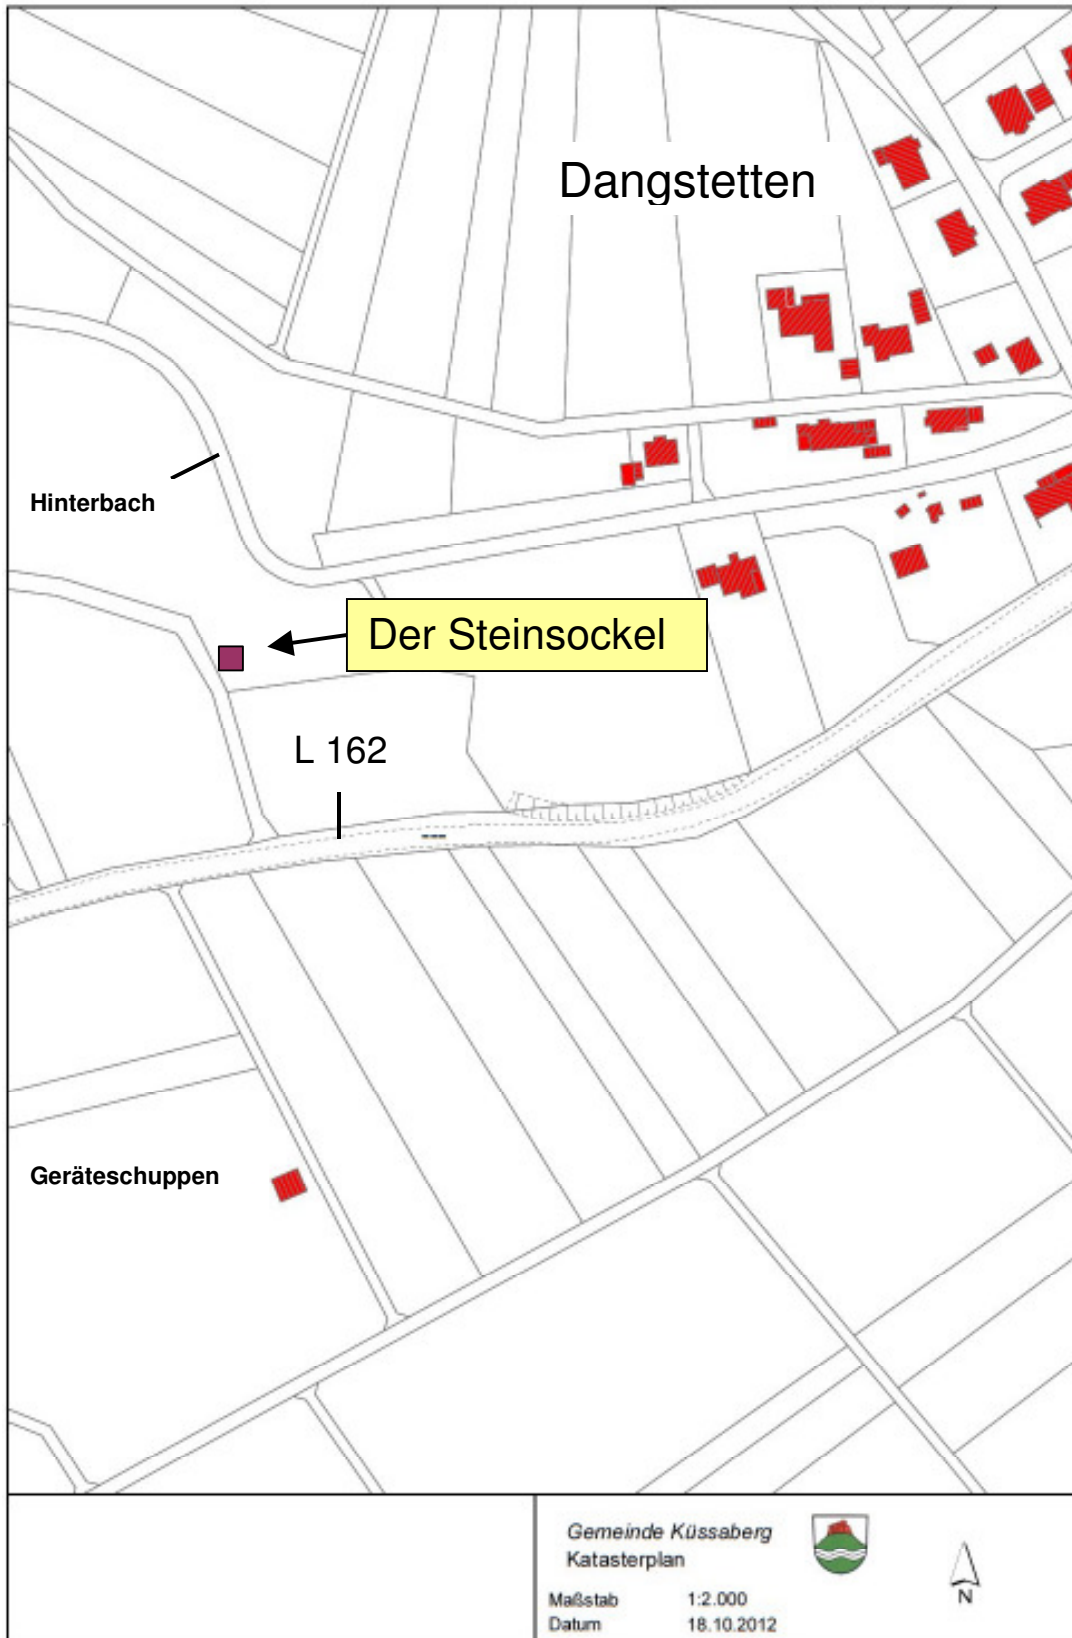 Dangstetten
Hinterbach
Der Steinsockel
L 162
Geräteschuppen
Gemeinde Küssaberg
Katasterplan
Maßstab 1:2.000
Datum 18.10.2012
N